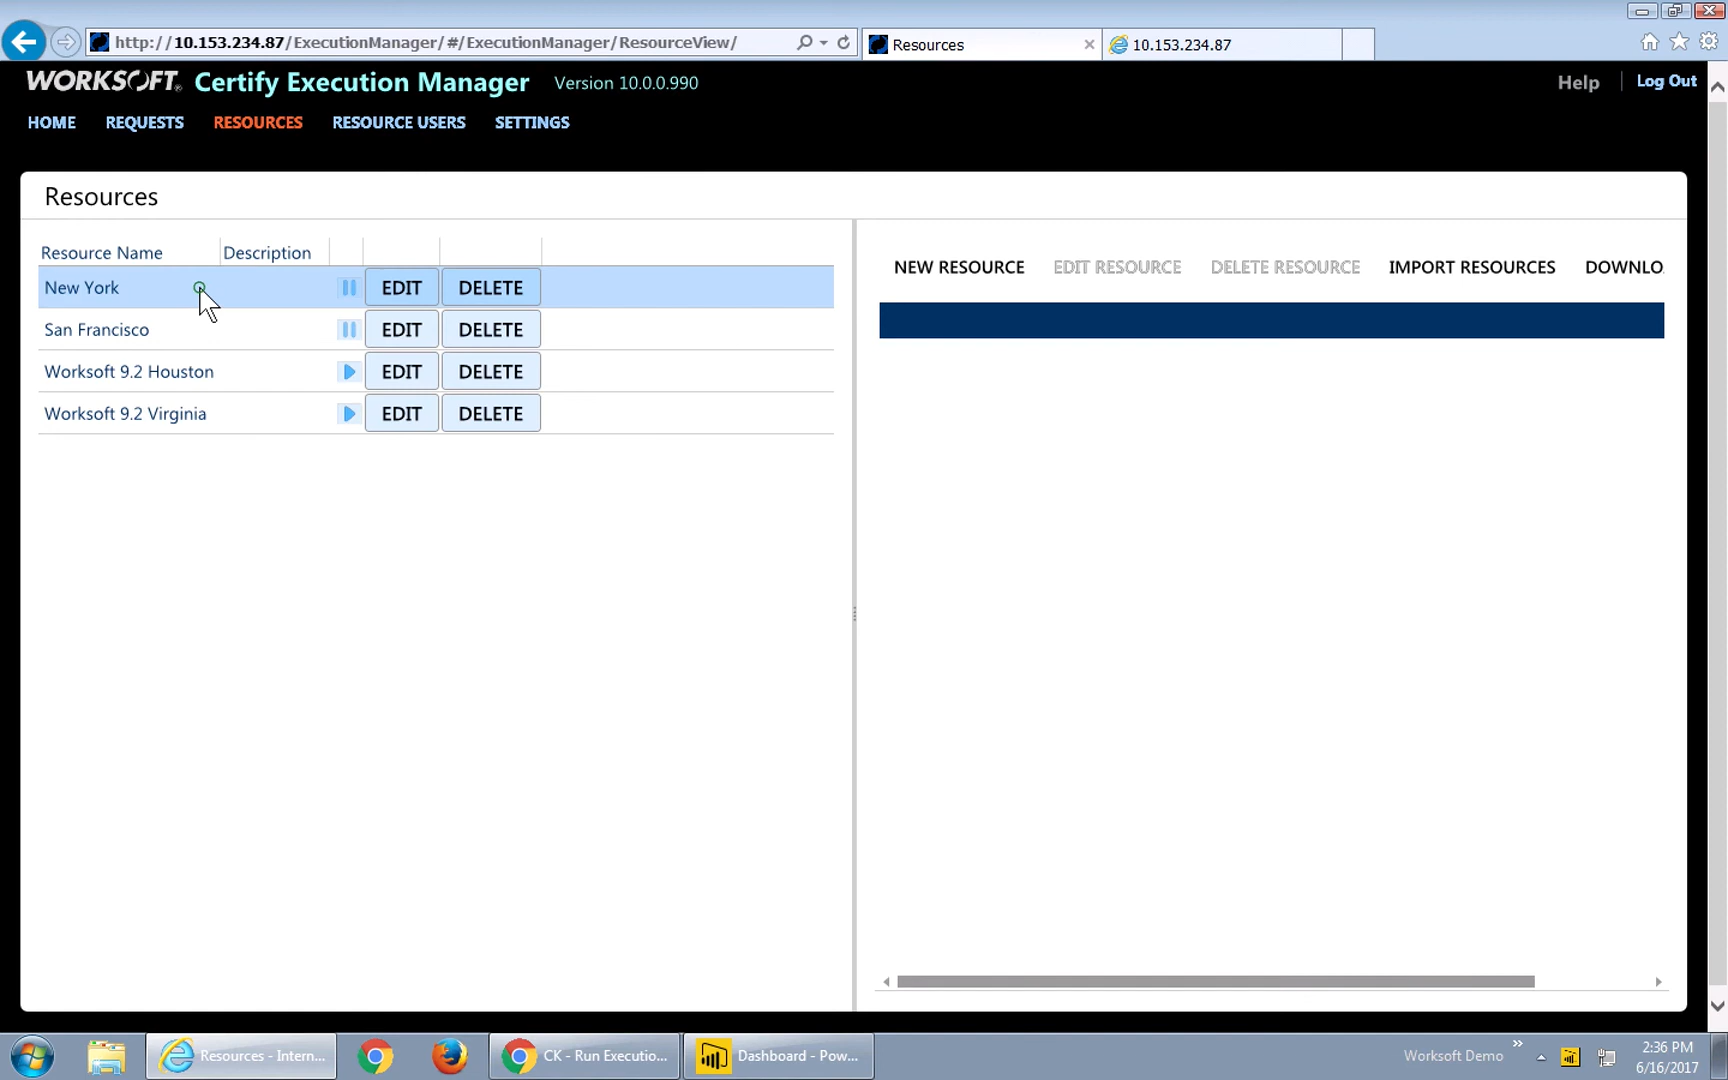 http://10.153.234.87/ExecutionManager/#/ExecutionManager/ResourceView/
Resources
10.153.234.87
WORKSOFT® Certify Execution Manager Version 10.0.0.990
Help
Log Out
HOME REQUESTS RESOURCES RESOURCE USERS SETTINGS
Resources
Resource Name Description
New York EDIT DELETE
San Francisco EDIT DELETE
Worksoft 9.2 Houston EDIT DELETE
Worksoft 9.2 Virginia EDIT DELETE
NEW RESOURCE EDIT RESOURCE DELETE RESOURCE IMPORT RESOURCES DOWNLO
Resources - Intern...
CK - Run Executio...
Dashboard - Pow...
Worksoft Demo
2:36 PM
6/16/2017